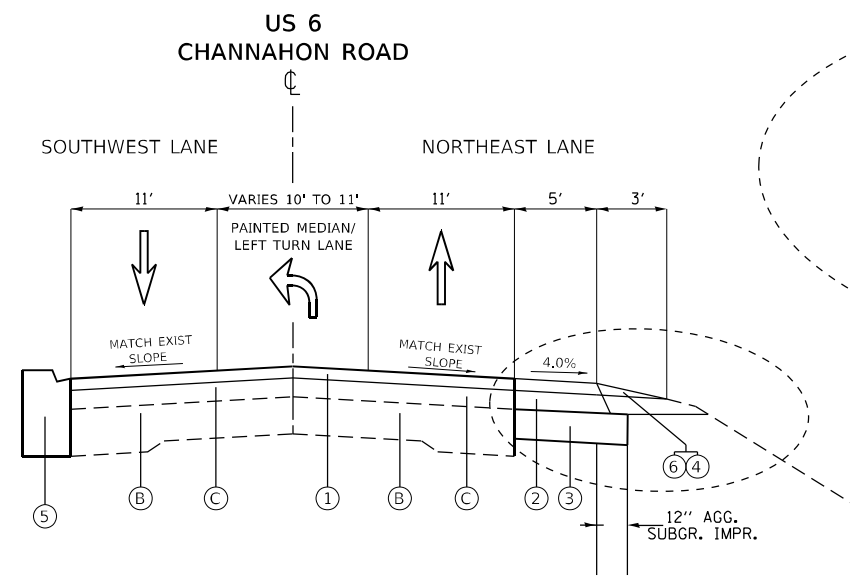 US 6
CHANNAHON ROAD
℄
SOUTHWEST LANE
NORTHEAST LANE
11'
VARIES 10' TO 11'
11'
5'
3'
PAINTED MEDIAN/
LEFT TURN LANE
MATCH EXIST
SLOPE
MATCH EXIST
SLOPE
4.0%
6 4
5
B
C
1
B
C
2
3
12" AGG.
SUBGR. IMPR.